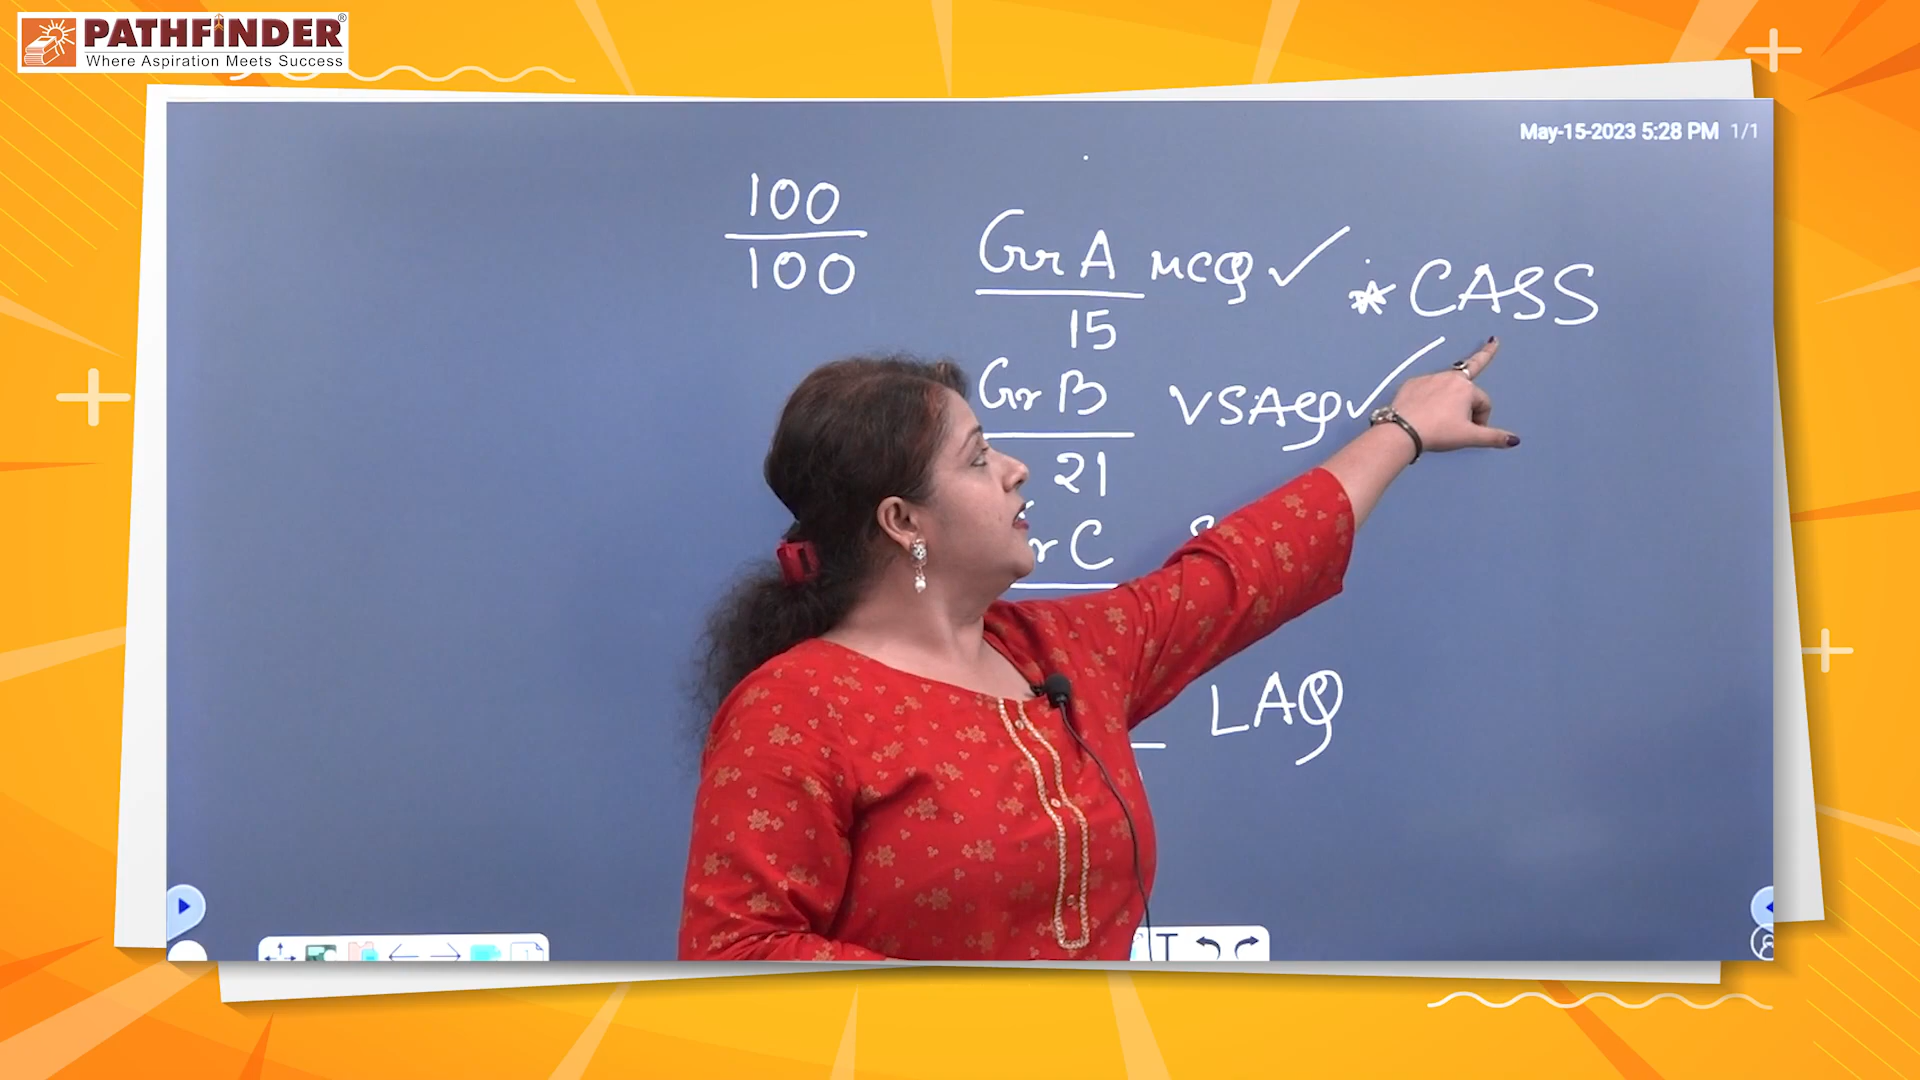 PATHFINDER®
Where Aspiration Meets Success
May-15-2023 5:28 PM 1/1
100
100
Gr A MCQ ✓ * CASS
15
Gr B VSAQ ✓
21
r C S
LAQ
T